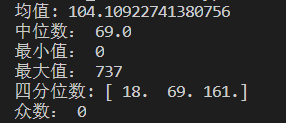 均值: 104.10922741380756
中位数: 69.0
最小值: 0
最大值: 737
四分位数: [ 18.  69. 161.]
众数: 0